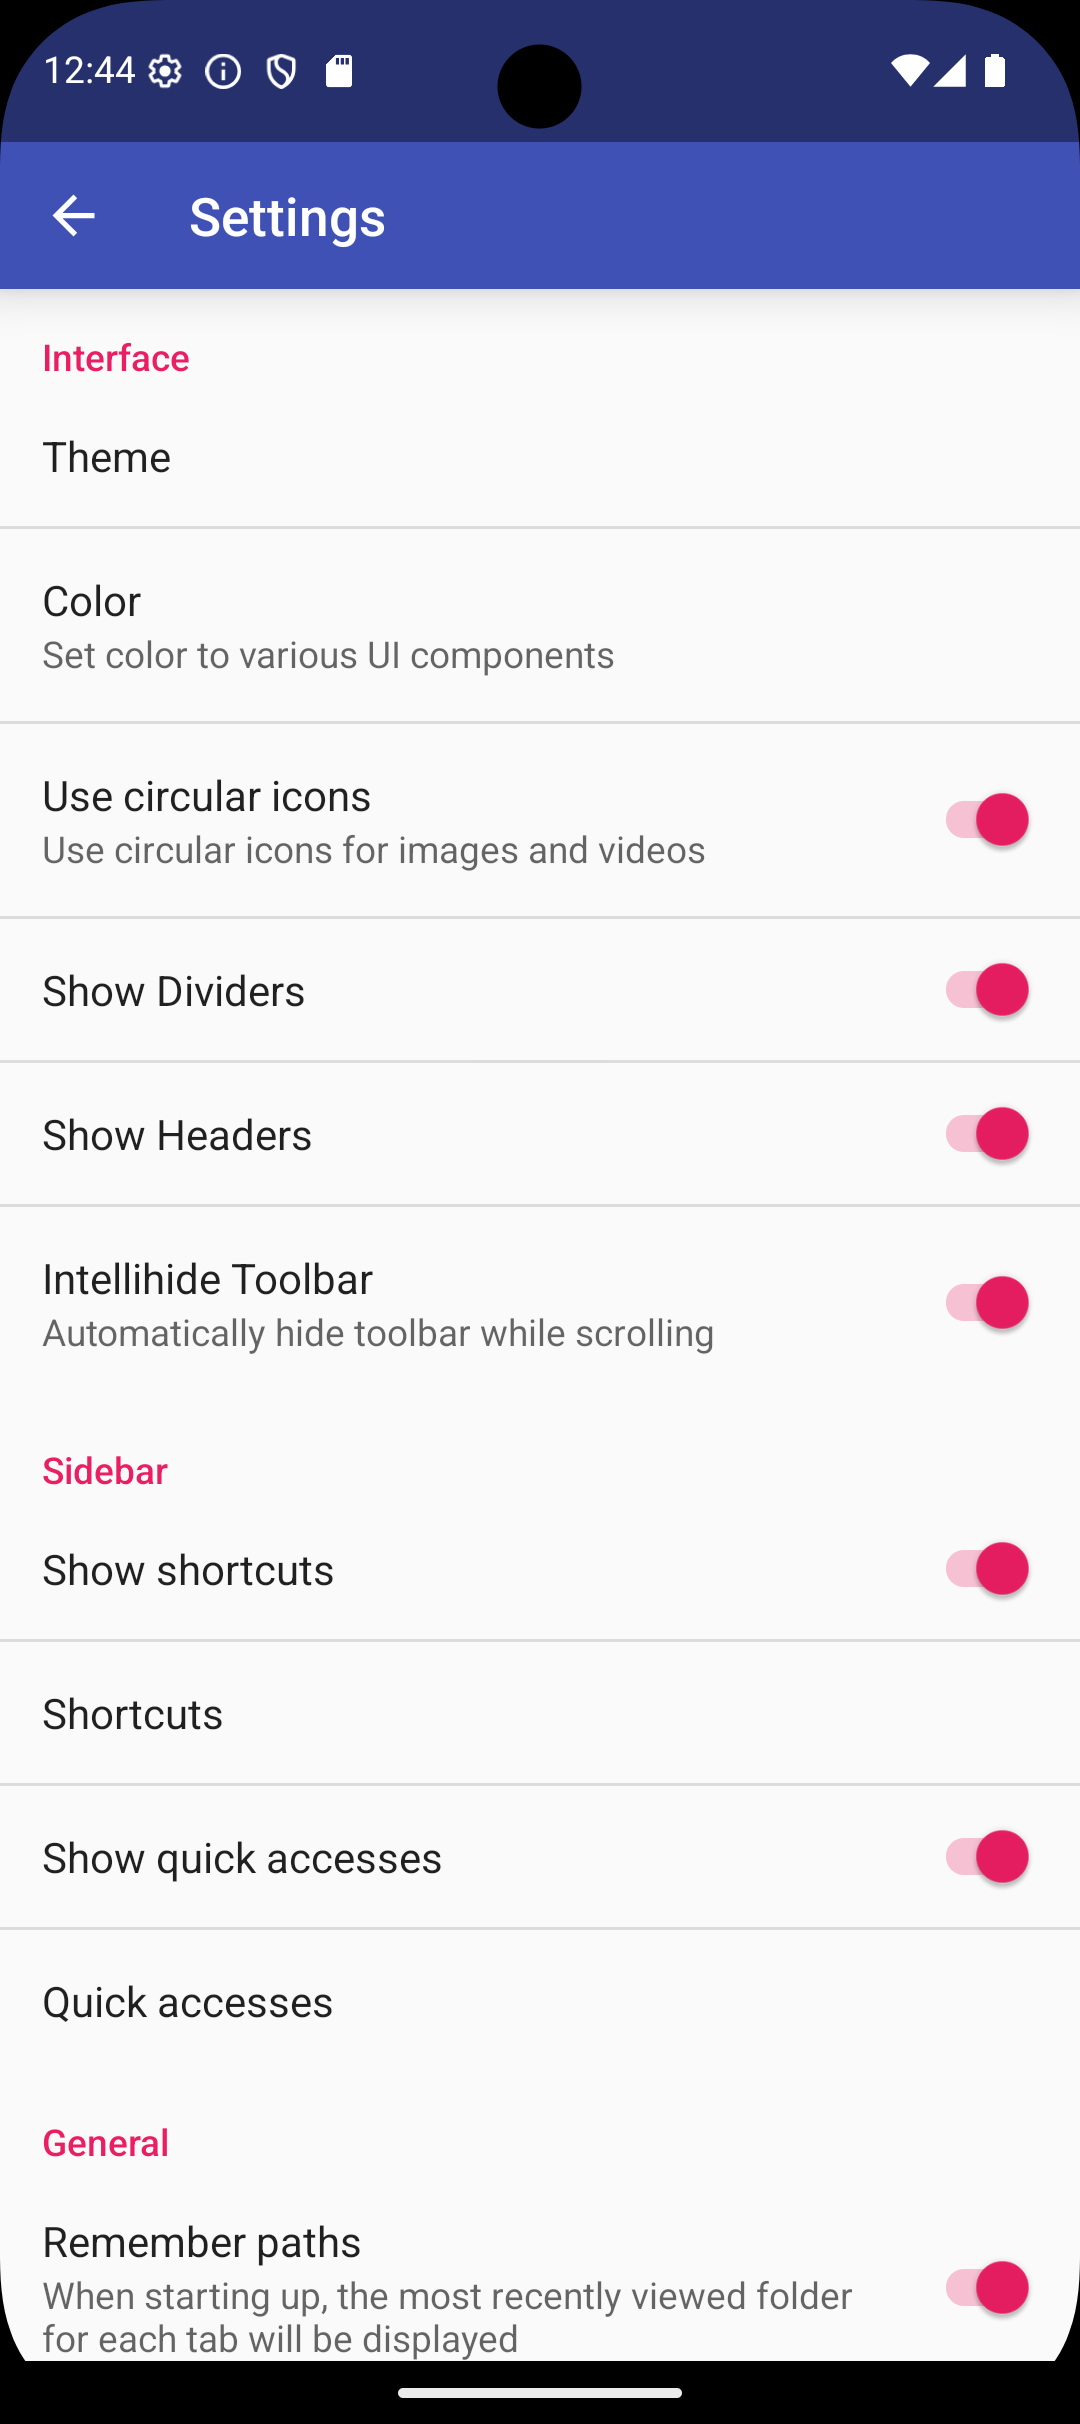 12:44
Settings
Interface
Theme
Color
Set color to various UI components
Use circular icons
Use circular icons for images and videos
Show Dividers
Show Headers
Intellihide Toolbar
Automatically hide toolbar while scrolling
Sidebar
Show shortcuts
Shortcuts
Show quick accesses
Quick accesses
General
Remember paths
When starting up, the most recently viewed folder
for each tab will be displayed